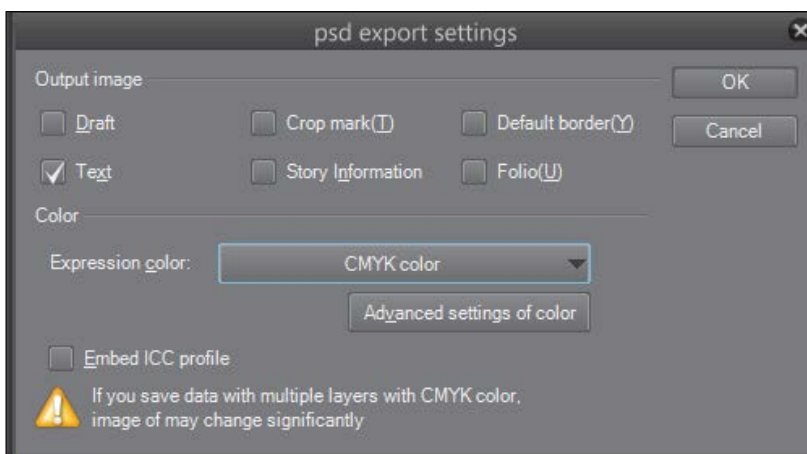 psd export settings
Output image
OK
Draft
Crop mark(T)
Default border(Y)
Cancel
Text
Story Information
Folio(U)
Color
Expression color:
CMYK color
Advanced settings of color
Embed ICC profile
If you save data with multiple layers with CMYK color,
image of may change significantly